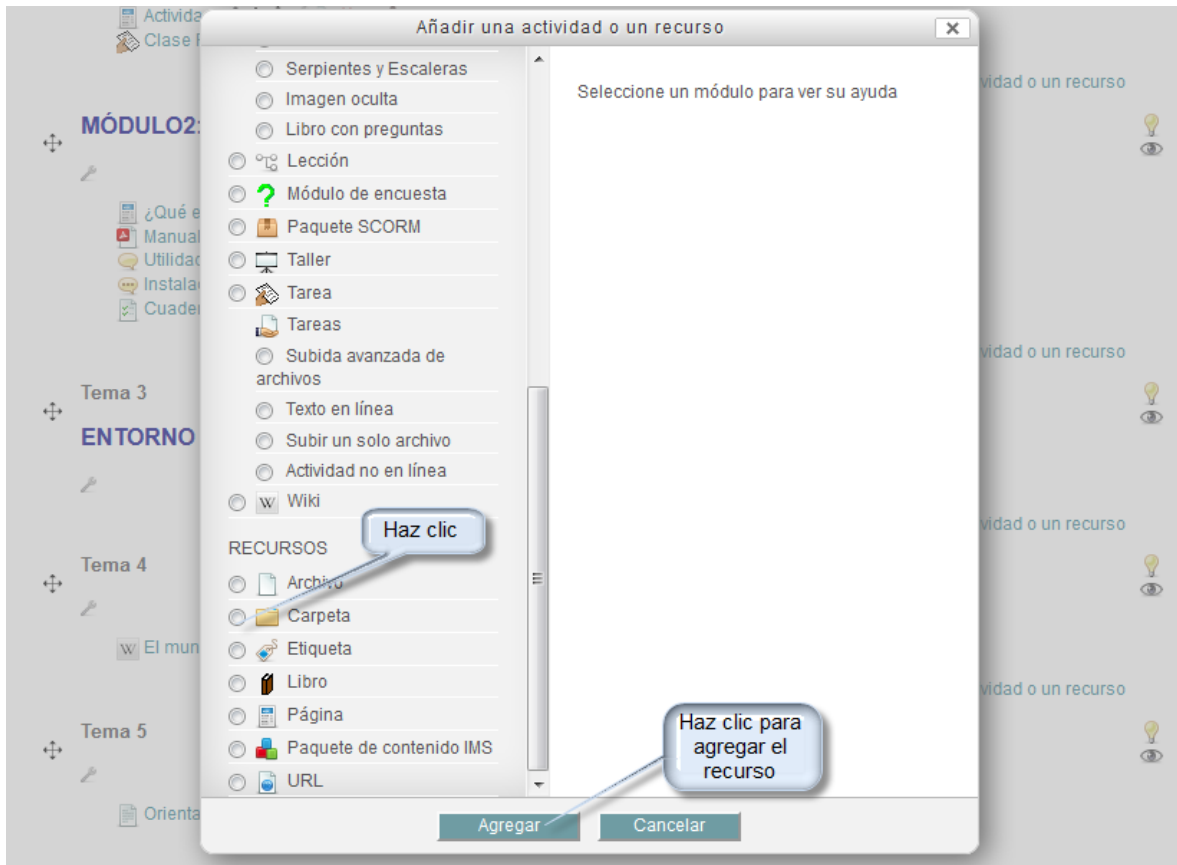 Activida
Clase F
Añadir una actividad o un recurso
Serpientes y Escaleras
Imagen oculta
Libro con preguntas
Lección
Módulo de encuesta
Paquete SCORM
Taller
Tarea
Tareas
Subida avanzada de
archivos
Texto en línea
Subir un solo archivo
Actividad no en línea
Wiki
RECURSOS
Archivo
Carpeta
Etiqueta
Libro
Página
Paquete de contenido IMS
URL
Haz clic
Seleccione un módulo para ver su ayuda
Haz clic para
agregar el
recurso
Agregar
Cancelar
vidad o un recurso
MÓDULO2:
¿Qué e
Manual
Utilidad
Instala
Cuader
vidad o un recurso
Tema 3
ENTORNO
vidad o un recurso
Tema 4
El mun
vidad o un recurso
Tema 5
Orienta